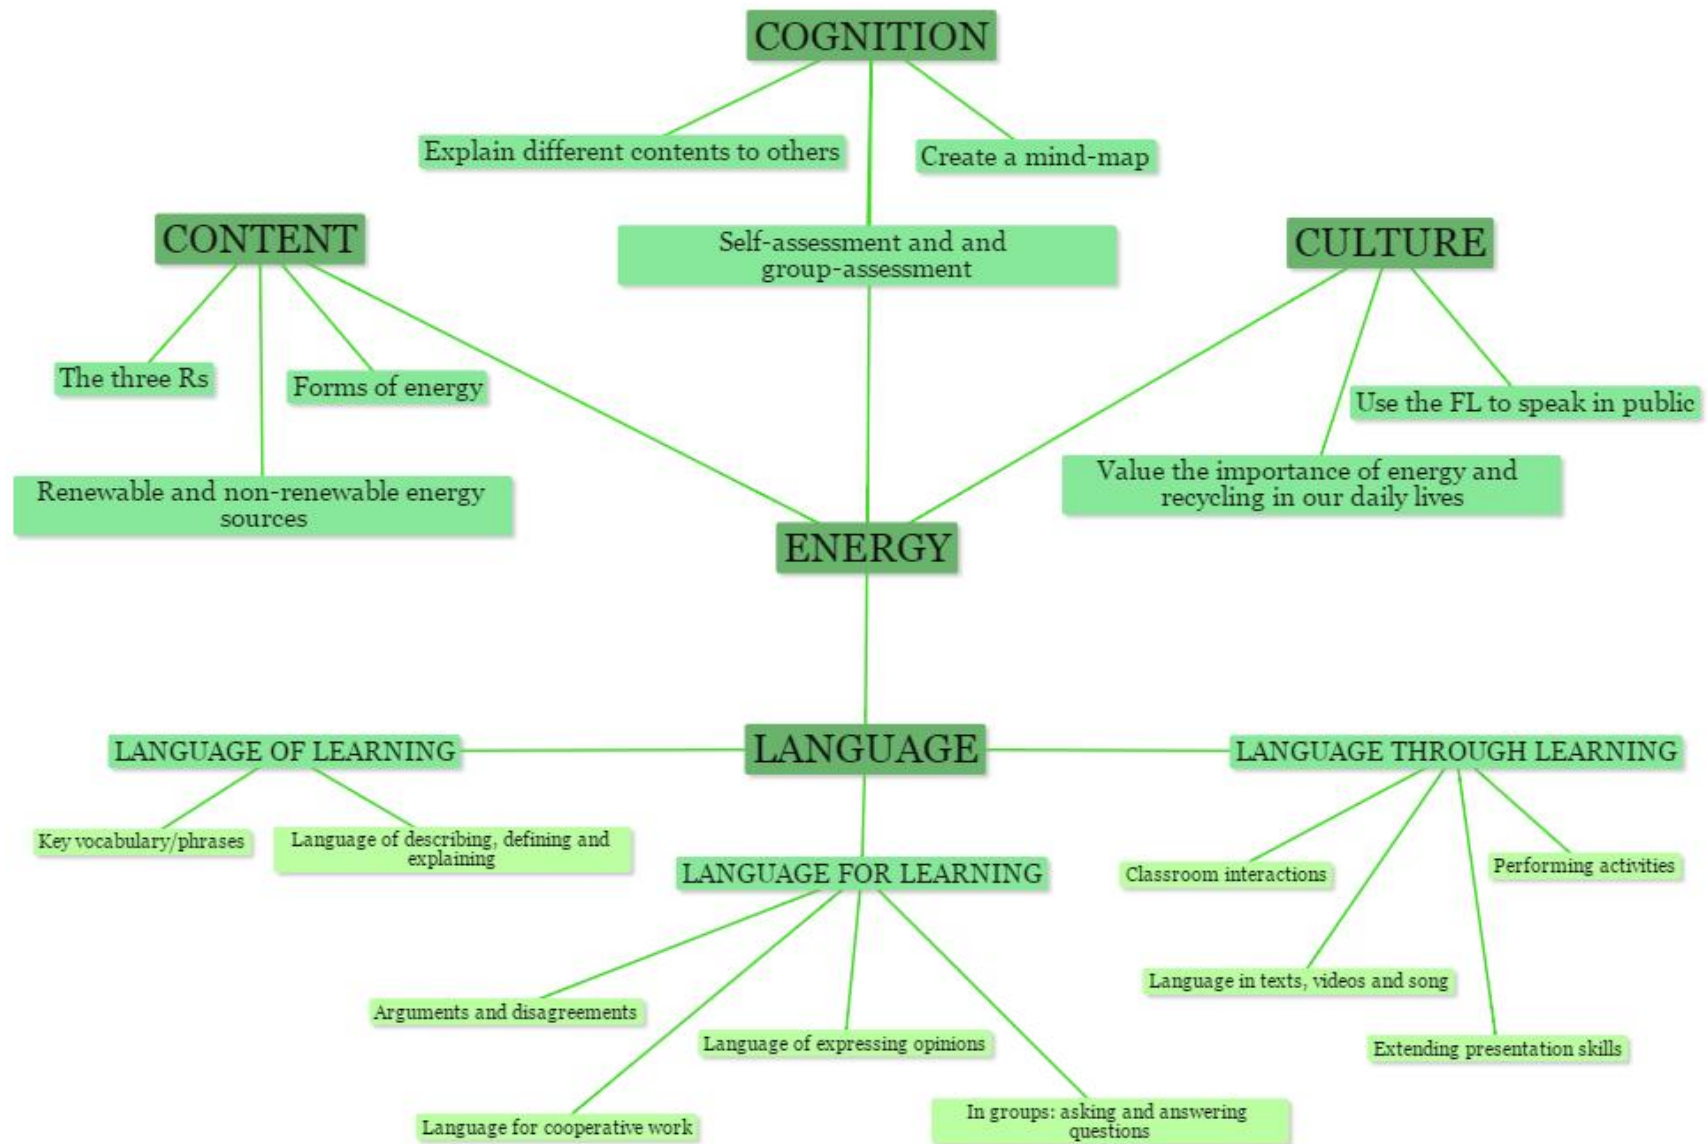 COGNITION
Explain different contents to others
Create a mind-map
Self-assessment and and
group-assessment
CONTENT
The three Rs
Forms of energy
Renewable and non-renewable energy
sources
CULTURE
Use the FL to speak in public
Value the importance of energy and
recycling in our daily lives
ENERGY
LANGUAGE
LANGUAGE OF LEARNING
Key vocabulary/phrases
Language of describing, defining and
explaining
LANGUAGE FOR LEARNING
Arguments and disagreements
Language for cooperative work
Language of expressing opinions
In groups: asking and answering
questions
LANGUAGE THROUGH LEARNING
Classroom interactions
Performing activities
Language in texts, videos and song
Extending presentation skills